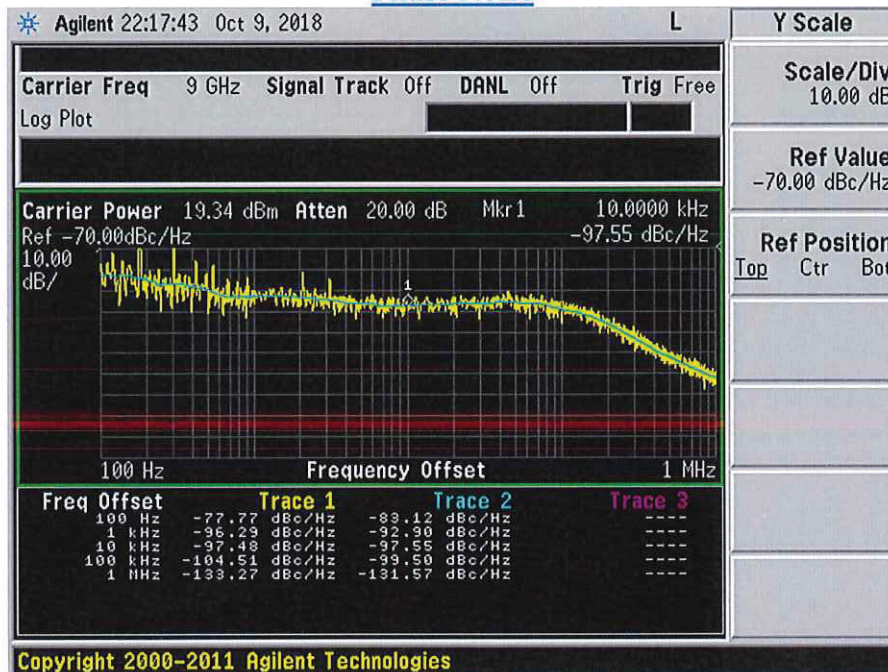 Agilent 22:17:43 Oct 9, 2018 L
Y Scale
Carrier Freq 9 GHz Signal Track Off DANL Off Trig Free
Log Plot
Scale/Div
10.00 dB
Ref Value
-70.00 dBc/Hz
Ref Position
Top Ctr Bot
Carrier Power 19.34 dBm Atten 20.00 dB Mkr1 10.0000 kHz
Ref -70.00dBc/Hz -97.55 dBc/Hz
10.00
dB/
1
100 Hz Frequency Offset 1 MHz
Freq Offset Trace 1 Trace 2 Trace 3
100 Hz -77.77 dBc/Hz -83.12 dBc/Hz ----
1 kHz -96.29 dBc/Hz -92.90 dBc/Hz ----
10 kHz -97.48 dBc/Hz -97.55 dBc/Hz ----
100 kHz -104.51 dBc/Hz -99.50 dBc/Hz ----
1 MHz -133.27 dBc/Hz -131.57 dBc/Hz ----
Copyright 2000-2011 Agilent Technologies